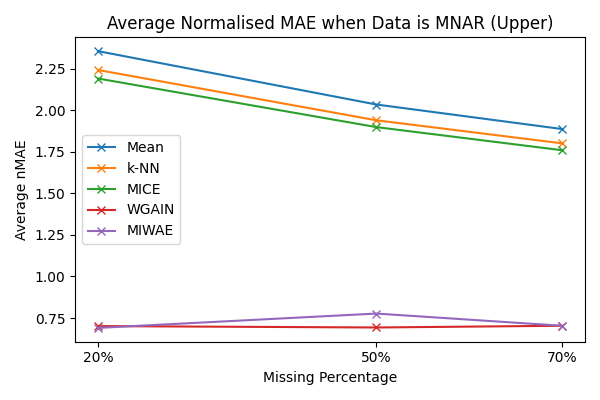 Average Normalised MAE when Data is MNAR (Upper)
Average nMAE
2.25
2.00
1.75
1.50
1.25
1.00
0.75
Mean
k-NN
MICE
WGAIN
MIWAE
20%
50%
70%
Missing Percentage